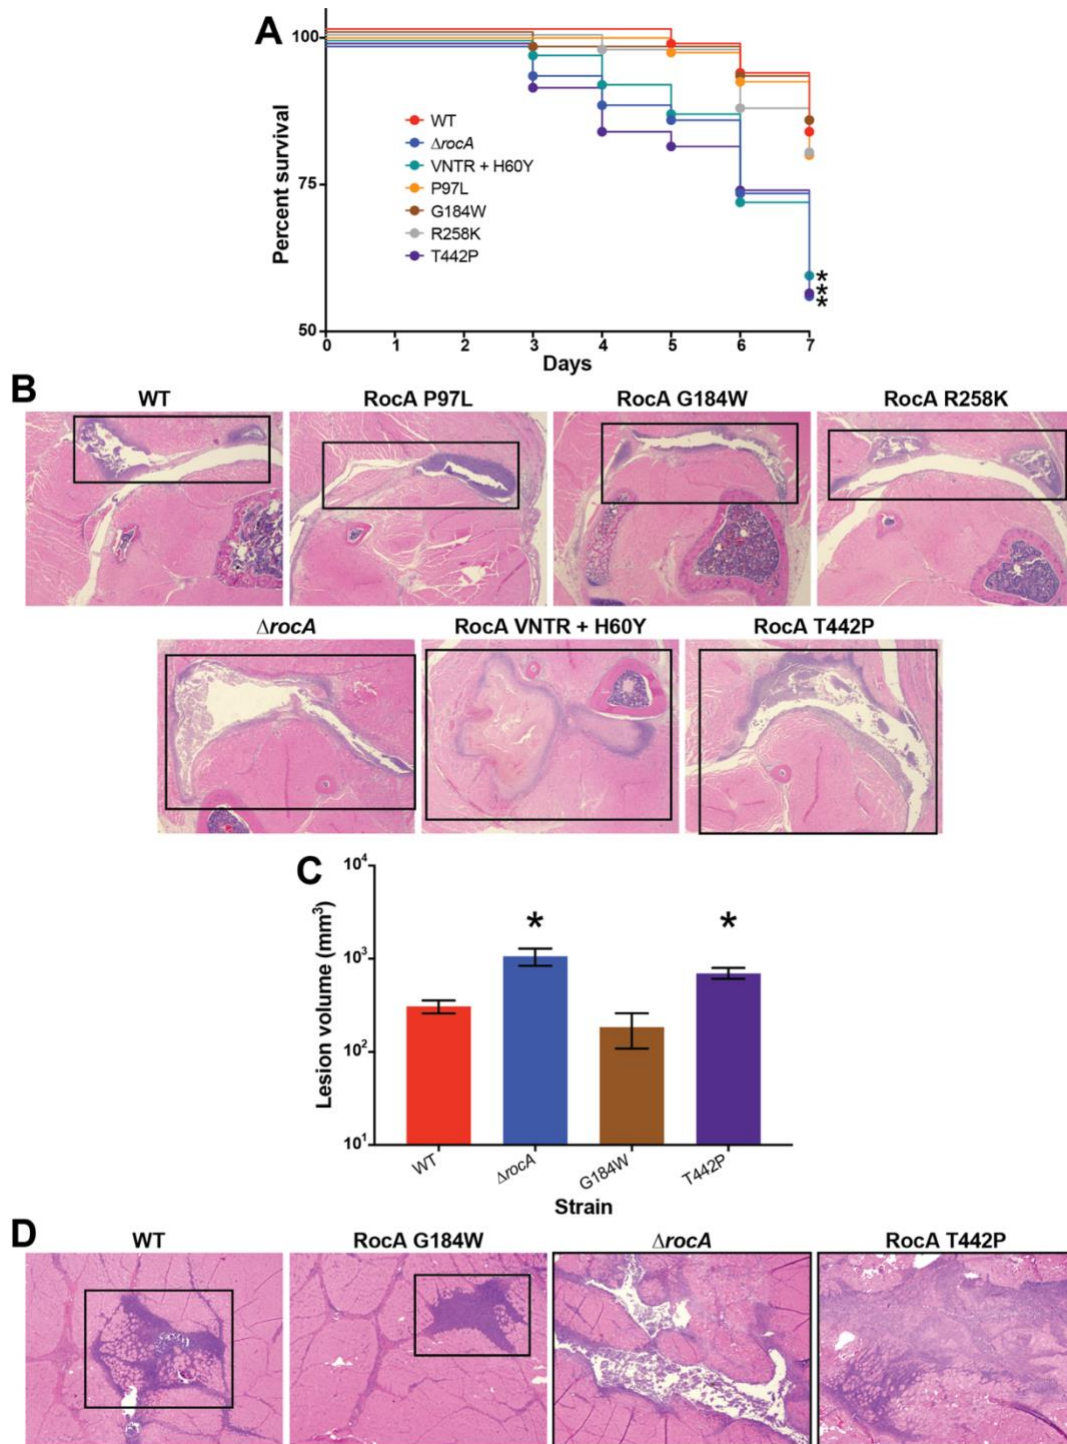 A
100
75
50
Percent survival
WT
ΔrocA
VNTR + H60Y
P97L
G184W
R258K
T442P
*
*
*
0 1 2 3 4 5 6 7
Days
B
WT RocA P97L RocA G184W RocA R258K
ΔrocA RocA VNTR + H60Y RocA T442P
C
Lesion volume (mm³)
10⁴
10³
10²
10¹
* *
WT ΔrocA G184W T442P
Strain
D
WT RocA G184W ΔrocA RocA T442P